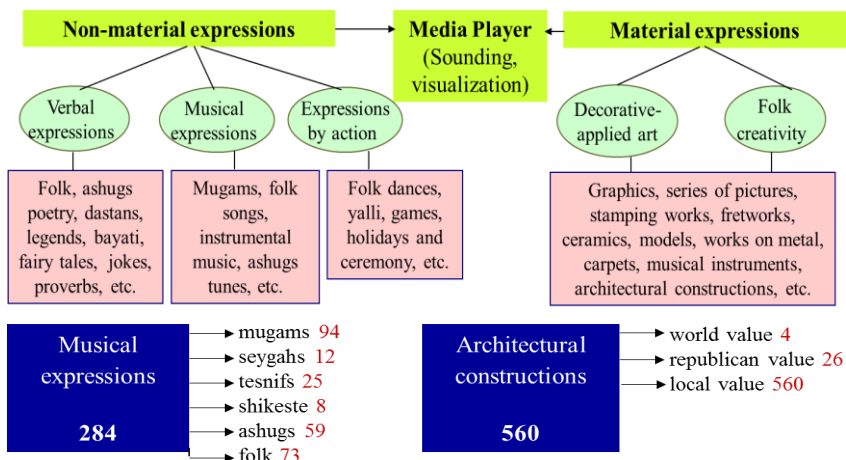 Non-material expressions
Media Player
(Sounding,
visualization)
Material expressions
Verbal
expressions
Musical
expressions
Expressions
by action
Decorative-
applied art
Folk
creativity
Folk, ashugs
poetry, dastans,
legends, bayati,
fairy tales, jokes,
proverbs, etc.
Mugams, folk
songs,
instrumental
music, ashugs
tunes, etc.
Folk dances,
yalli, games,
holidays and
ceremony, etc.
Graphics, series of pictures,
stamping works, fretworks,
ceramics, models, works on metal,
carpets, musical instruments,
architectural constructions, etc.
Musical
expressions
284
mugams 94
seygahs 12
tesnifs 25
shikeste 8
ashugs 59
folk 73
Architectural
constructions
560
world value 4
republican value 26
local value 560